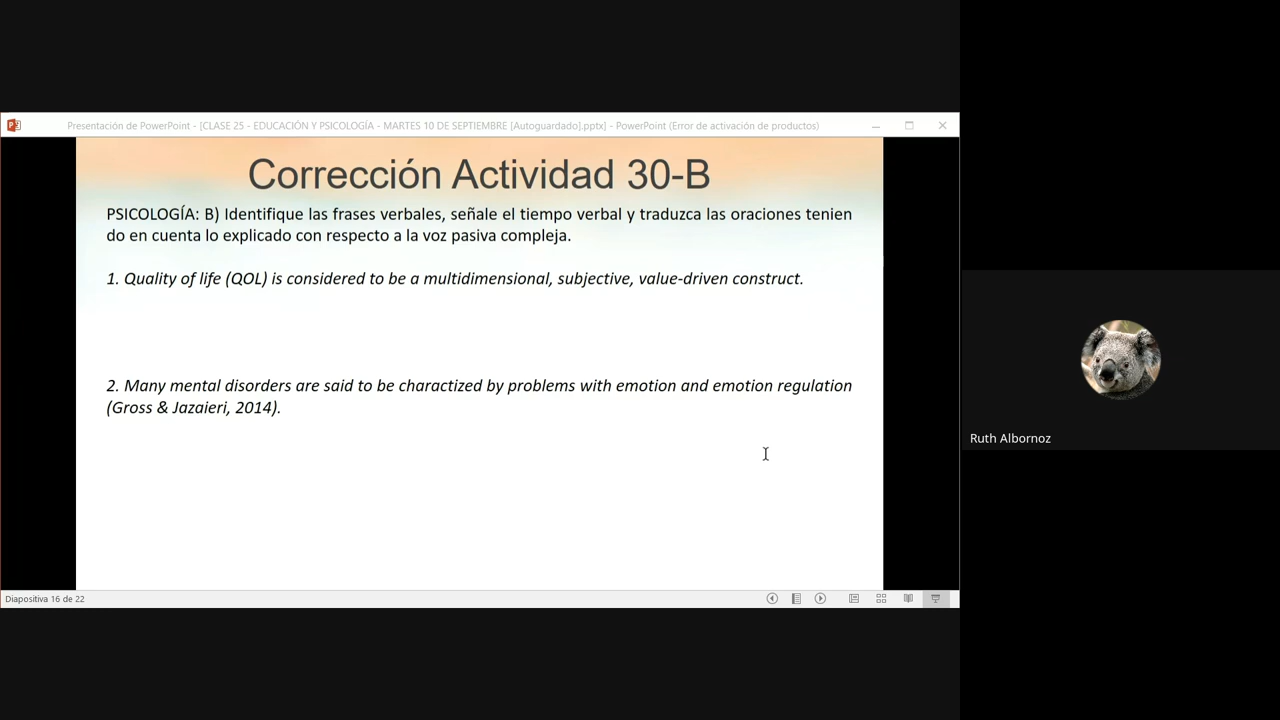 Presentación de PowerPoint - [CLASE 25 - EDUCACIÓN Y PSICOLOGÍA - MARTES 10 DE SEPTIEMBRE [Autoguardado].pptx] - PowerPoint (Error de activación de productos)
Corrección Actividad 30-B
PSICOLOGÍA: B) Identifique las frases verbales, señale el tiempo verbal y traduzca las oraciones tenien
do en cuenta lo explicado con respecto a la voz pasiva compleja.
1. Quality of life (QOL) is considered to be a multidimensional, subjective, value-driven construct.
2. Many mental disorders are said to be charactized by problems with emotion and emotion regulation
(Gross & Jazaieri, 2014).
Ruth Albornoz
Diapositiva 16 de 22